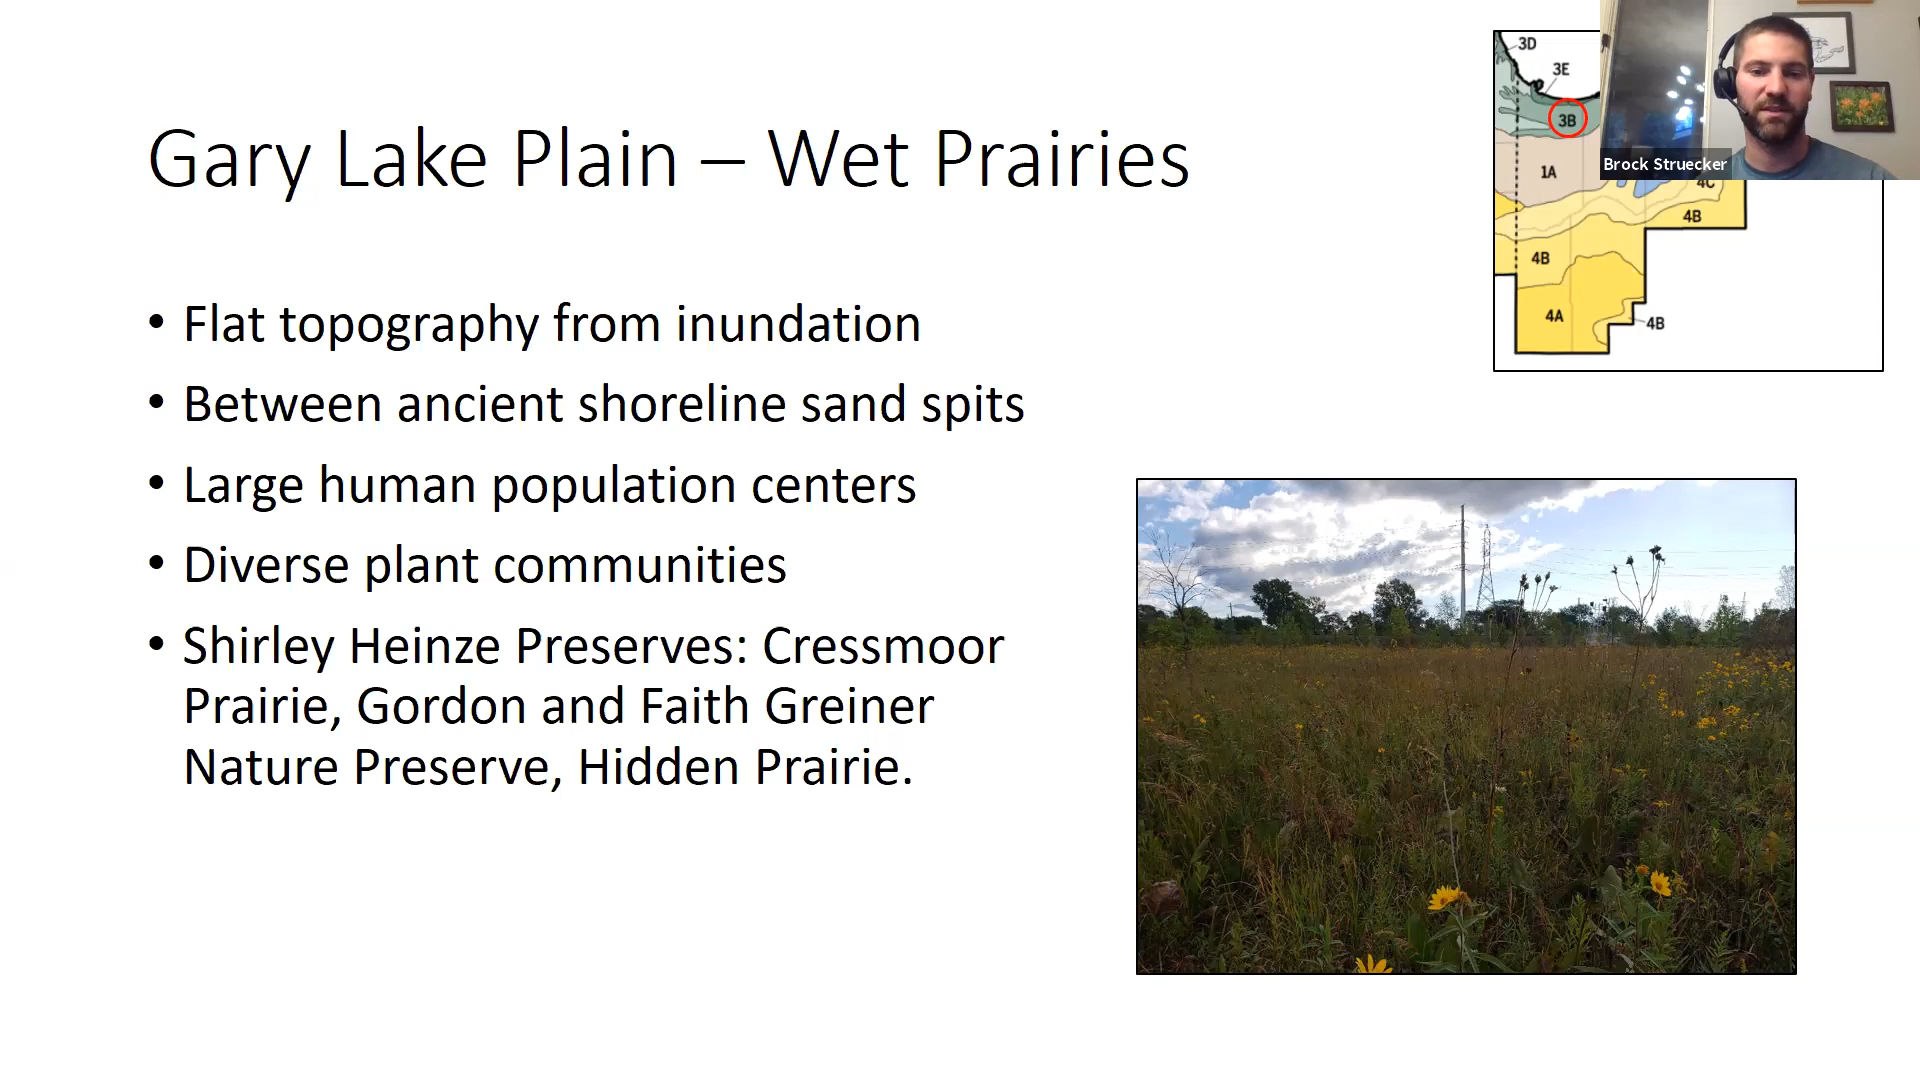 Gary Lake Plain – Wet Prairies
• Flat topography from inundation
• Between ancient shoreline sand spits
• Large human population centers
• Diverse plant communities
• Shirley Heinze Preserves: Cressmoor
Prairie, Gordon and Faith Greiner
Nature Preserve, Hidden Prairie.
3D
3E
3B
1A
4C
4B
4B
4A
4B
Brock Struecker